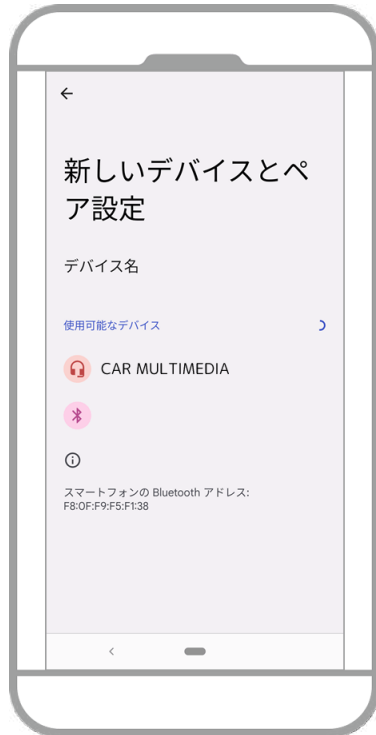 新しいデバイスとペ
ア設定
デバイス名
使用可能なデバイス
CAR MULTIMEDIA
スマートフォンの Bluetooth アドレス:
F8:0F:F9:F5:F1:38